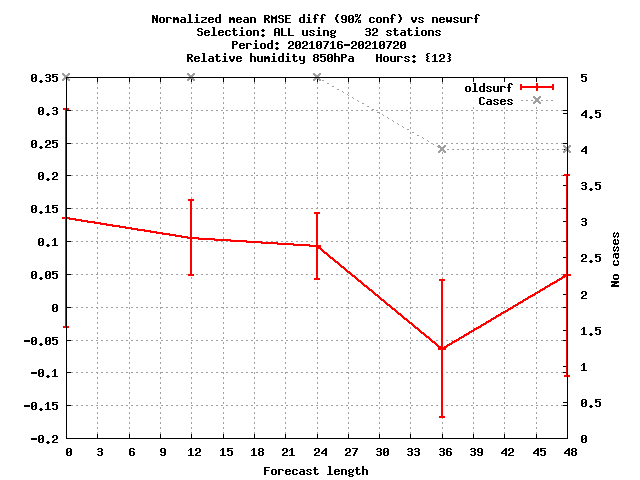 Normalized mean RMSE diff (90% conf) vs newsurf
Selection: ALL using    32 stations
Period: 20210716-20210720
Relative humidity 850hPa   Hours: {12}
oldsurf
Cases
0.35
0.3
0.25
0.2
0.15
0.1
0.05
0
-0.05
-0.1
-0.15
-0.2
5
4.5
4
3.5
3
2.5
2
1.5
1
0.5
0
No cases
0 3 6 9 12 15 18 21 24 27 30 33 36 39 42 45 48
Forecast length